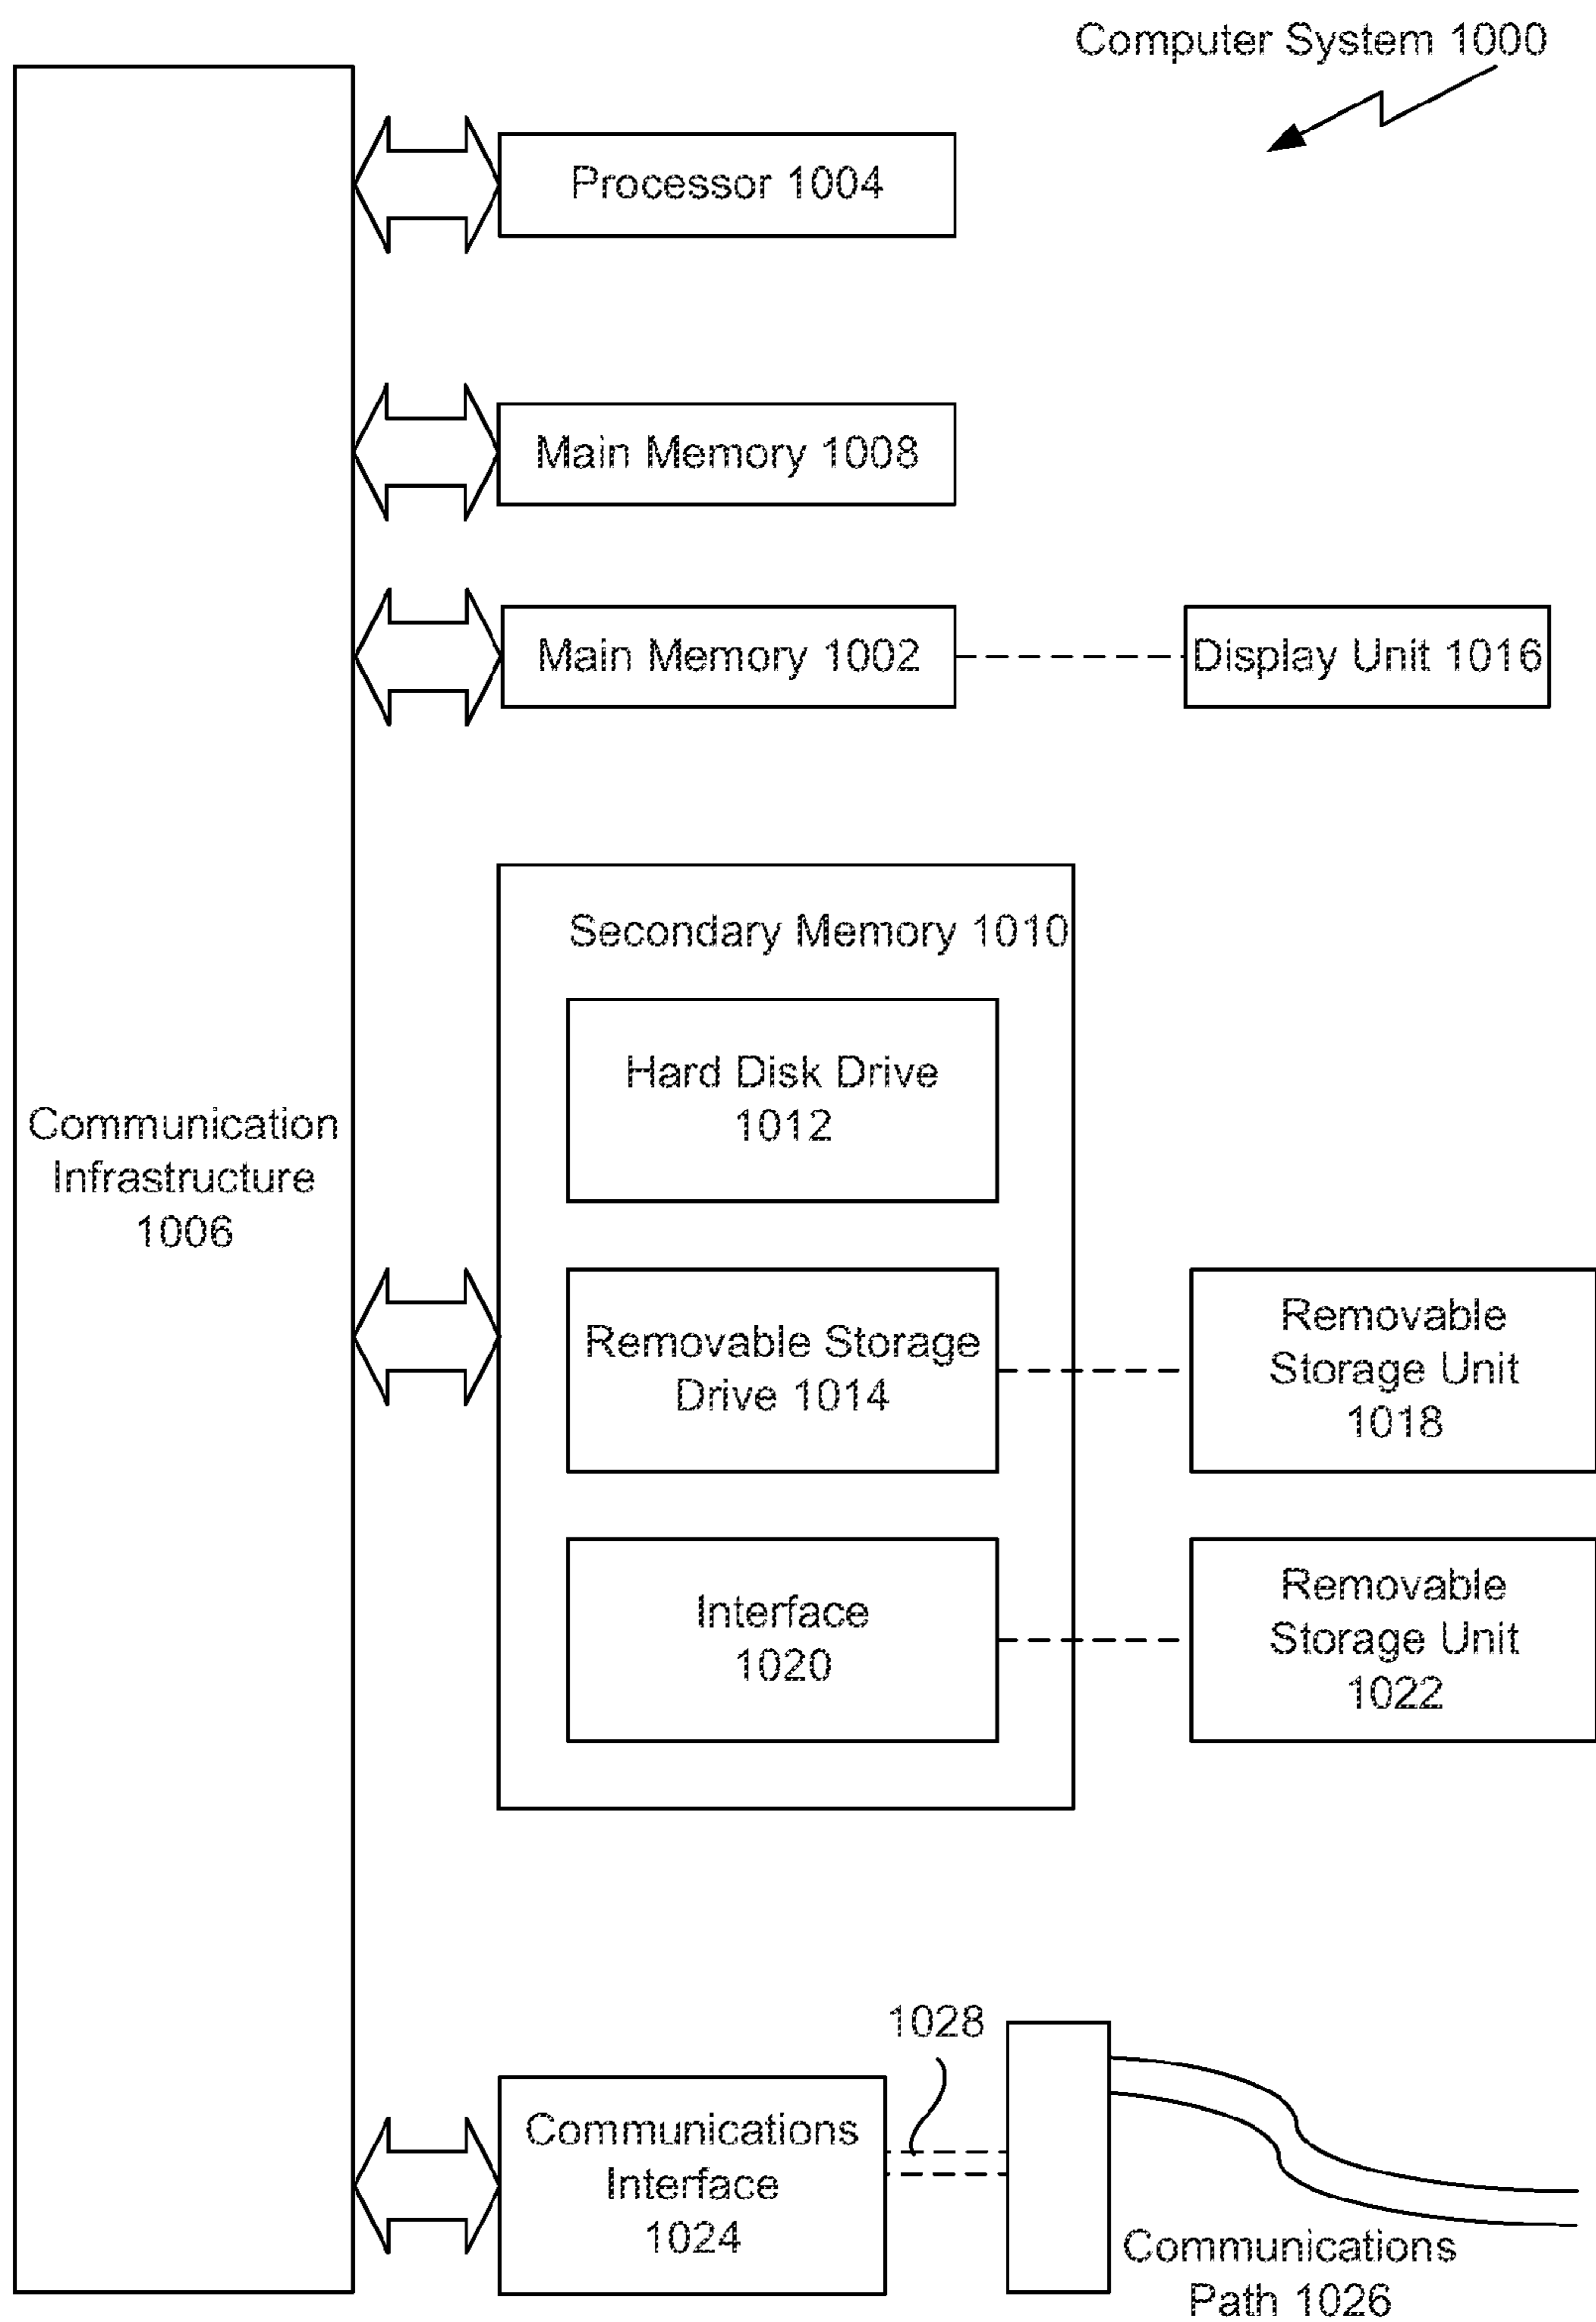 Computer System 1000
Processor 1004
Main Memory 1008
Main Memory 1002
Display Unit 1016
Secondary Memory 1010
Hard Disk Drive
1012
Communication
Infrastructure
1006
Removable Storage
Drive 1014
Removable
Storage Unit
1018
Interface
1020
Removable
Storage Unit
1022
1028
Communications
Interface
1024
Communications
Path 1026